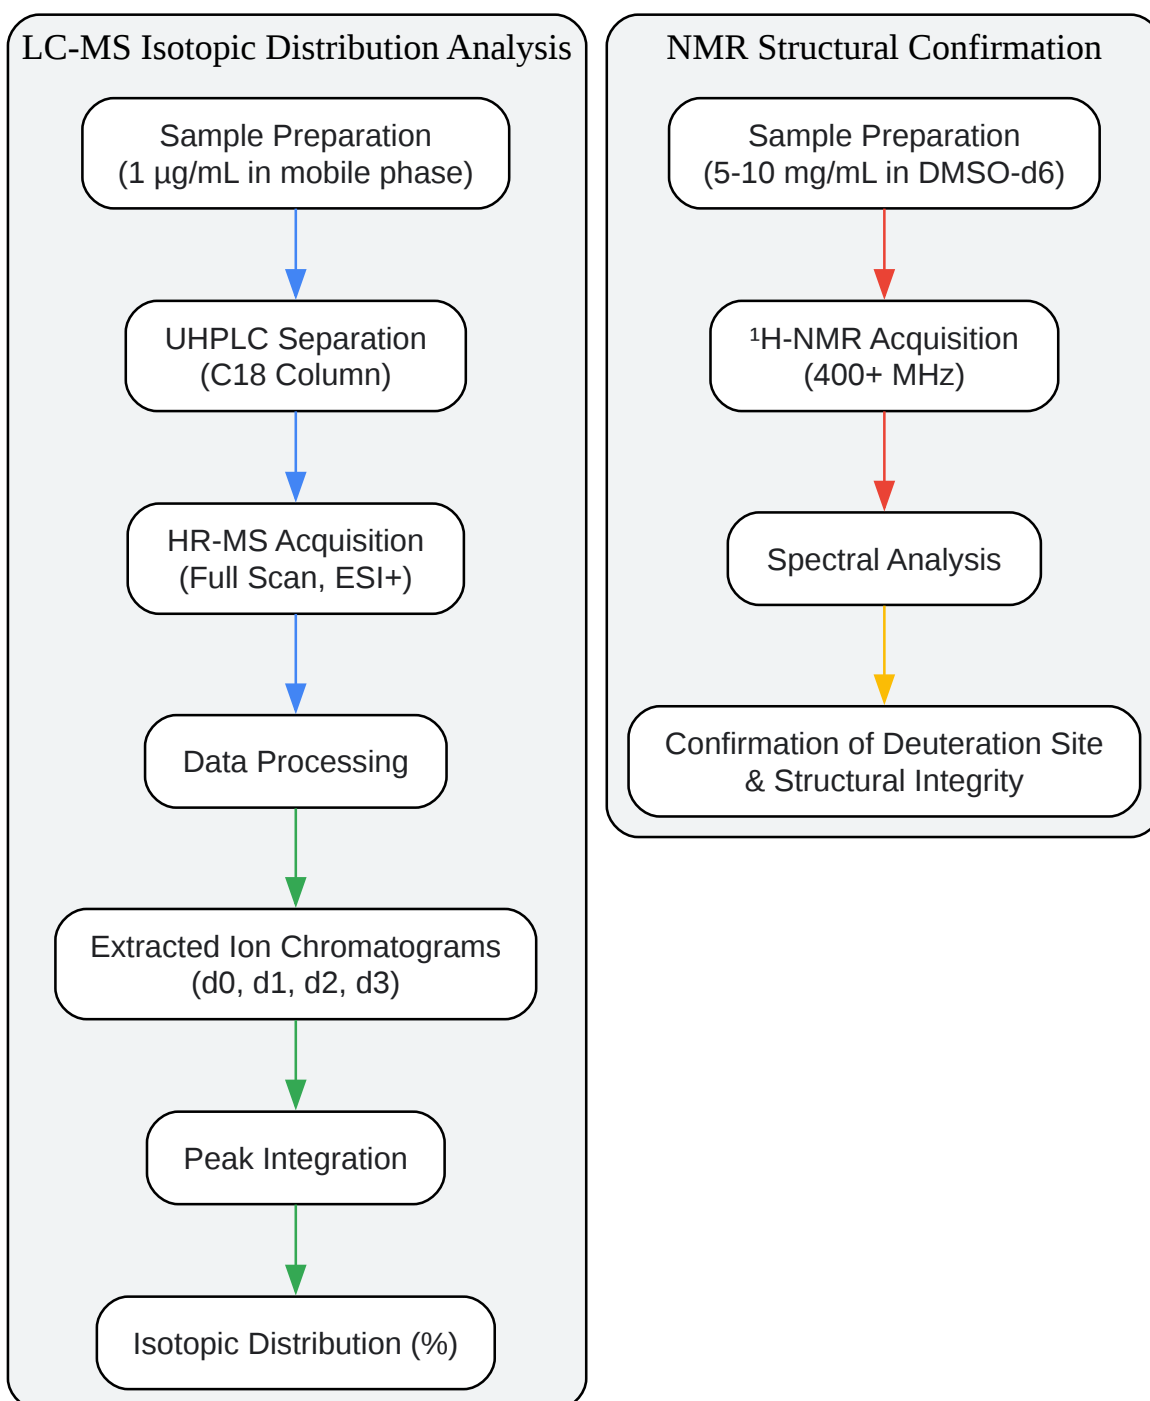 LC-MS Isotopic Distribution Analysis
Sample Preparation
(1 µg/mL in mobile phase)
UHPLC Separation
(C18 Column)
HR-MS Acquisition
(Full Scan, ESI+)
Data Processing
Extracted Ion Chromatograms
(d0, d1, d2, d3)
Peak Integration
Isotopic Distribution (%)
NMR Structural Confirmation
Sample Preparation
(5-10 mg/mL in DMSO-d6)
¹H-NMR Acquisition
(400+ MHz)
Spectral Analysis
Confirmation of Deuteration Site
& Structural Integrity